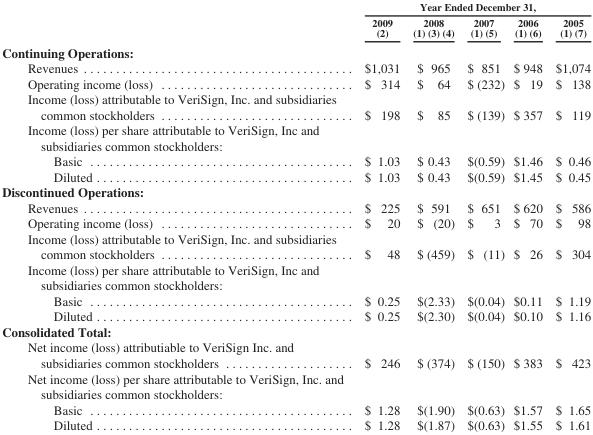 Year Ended December 31,
2009 2008 2007 2006 2005
(2) (1) (3) (4) (1) (5) (1) (6) (1) (7)
Continuing Operations:
Revenues . . . . . . . . . . . . . . . . . . . . . . . . . . . . . . . . . . . . . . . . $1,031 $ 965 $ 851 $ 948 $1,074
Operating income (loss) . . . . . . . . . . . . . . . . . . . . . . . . . . . . $ 314 $ 64 $ (232) $ 19 $ 138
Income (loss) attributable to VeriSign, Inc. and subsidiaries
common stockholders . . . . . . . . . . . . . . . . . . . . . . . . . . . $ 198 $ 85 $ (139) $ 357 $ 119
Income (loss) per share attributable to VeriSign, Inc and
subsidiaries common stockholders:
Basic . . . . . . . . . . . . . . . . . . . . . . . . . . . . . . . . . . . . . . . $ 1.03 $ 0.43 $(0.59) $1.46 $ 0.46
Diluted . . . . . . . . . . . . . . . . . . . . . . . . . . . . . . . . . . . . . . $ 1.03 $ 0.43 $(0.59) $1.45 $ 0.45
Discontinued Operations:
Revenues . . . . . . . . . . . . . . . . . . . . . . . . . . . . . . . . . . . . . . . . $ 225 $ 591 $ 651 $ 620 $ 586
Operating income (loss) . . . . . . . . . . . . . . . . . . . . . . . . . . . . $ 20 $ (20) $ 3 $ 70 $ 98
Income (loss) attributable to VeriSign, Inc. and subsidiaries
common stockholders . . . . . . . . . . . . . . . . . . . . . . . . . . . $ 48 $ (459) $ (11) $ 26 $ 304
Income (loss) per share attributable to VeriSign, Inc and
subsidiaries common stockholders:
Basic . . . . . . . . . . . . . . . . . . . . . . . . . . . . . . . . . . . . . . . $ 0.25 $(2.33) $(0.04) $0.11 $ 1.19
Diluted . . . . . . . . . . . . . . . . . . . . . . . . . . . . . . . . . . . . . . $ 0.25 $(2.30) $(0.04) $0.10 $ 1.16
Consolidated Total:
Net income (loss) attributiable to VeriSign Inc. and
subsidiaries common stockholders . . . . . . . . . . . . . . . . . . $ 246 $ (374) $ (150) $ 383 $ 423
Net income (loss) per share attributable to VeriSign, Inc. and
subsidiaries common stockholders:
Basic . . . . . . . . . . . . . . . . . . . . . . . . . . . . . . . . . . . . . . . $ 1.28 $(1.90) $(0.63) $1.57 $ 1.65
Diluted . . . . . . . . . . . . . . . . . . . . . . . . . . . . . . . . . . . . . . $ 1.28 $(1.87) $(0.63) $1.55 $ 1.61